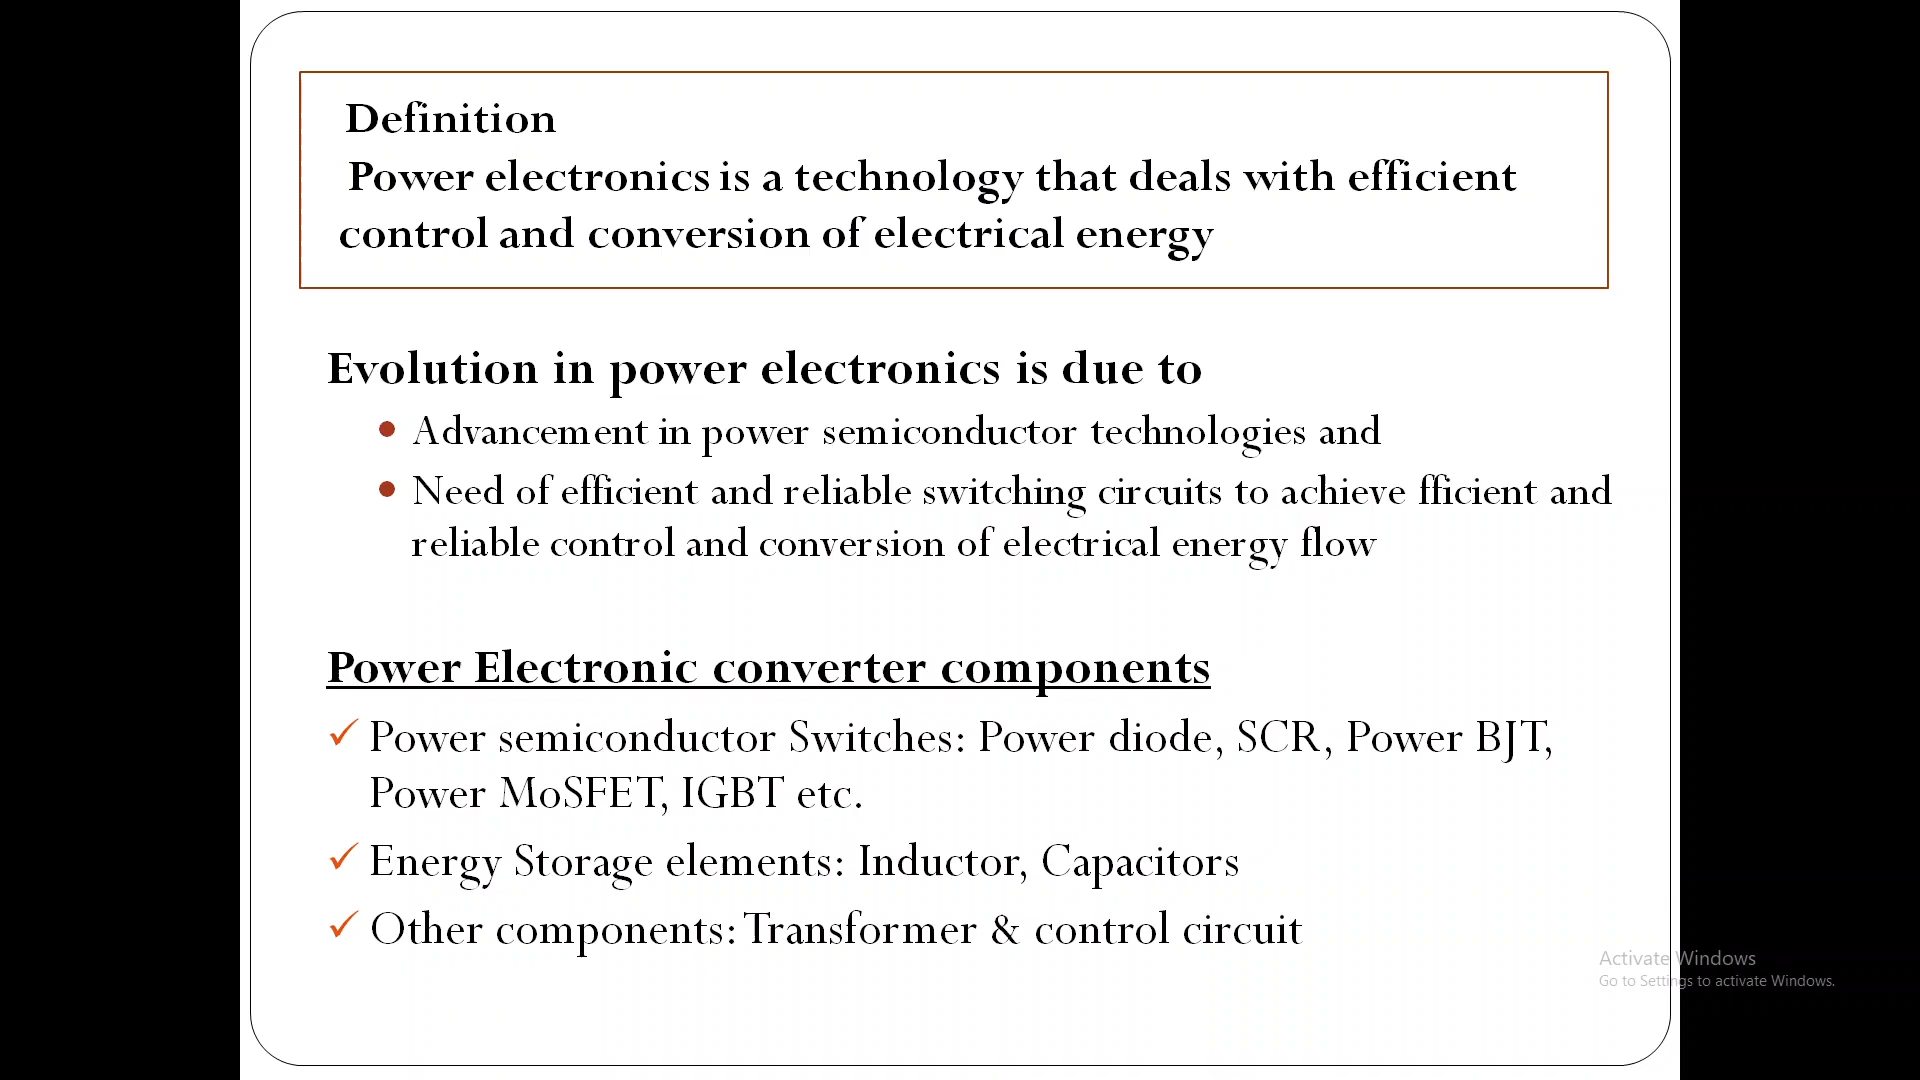 Definition
Power electronics is a technology that deals with efficient
control and conversion of electrical energy
Evolution in power electronics is due to
• Advancement in power semiconductor technologies and
• Need of efficient and reliable switching circuits to achieve fficient and
reliable control and conversion of electrical energy flow
Power Electronic converter components
✓ Power semiconductor Switches: Power diode, SCR, Power BJT,
Power MoSFET, IGBT etc.
✓ Energy Storage elements: Inductor, Capacitors
✓ Other components: Transformer & control circuit
Activate Windows
Go to Settings to activate Windows.